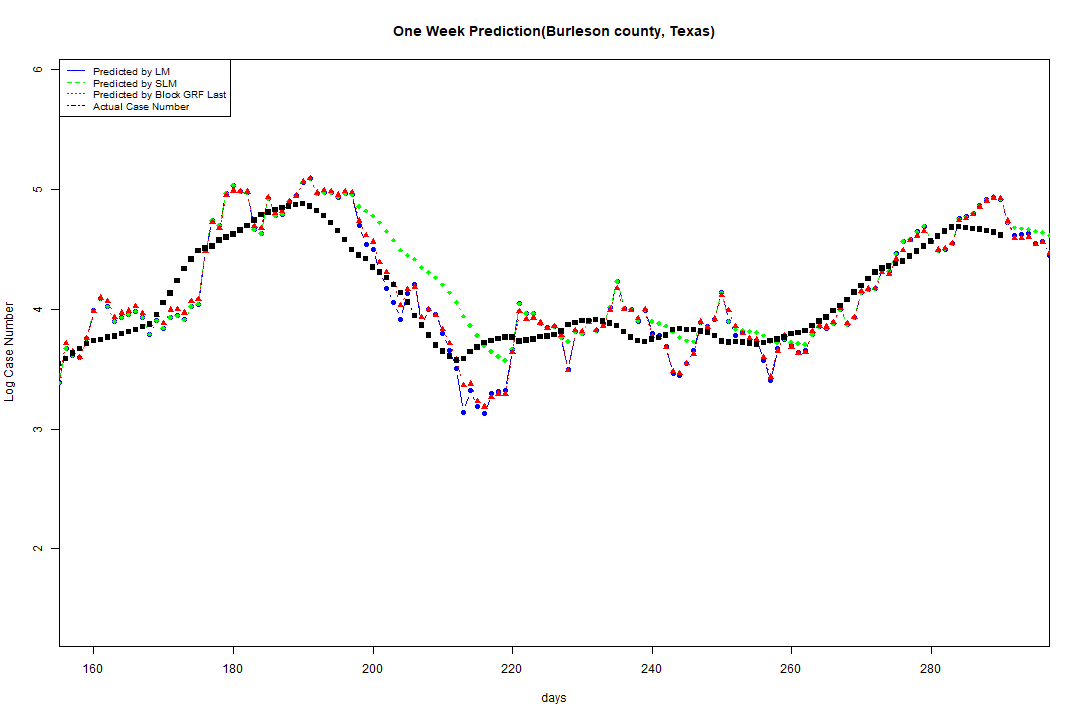 One Week Prediction(Burleson county, Texas)
Predicted by LM
Predicted by SLM
Predicted by Block GRF Last
Actual Case Number
6
5
4
3
2
Log Case Number
160 180 200 220 240 260 280
days